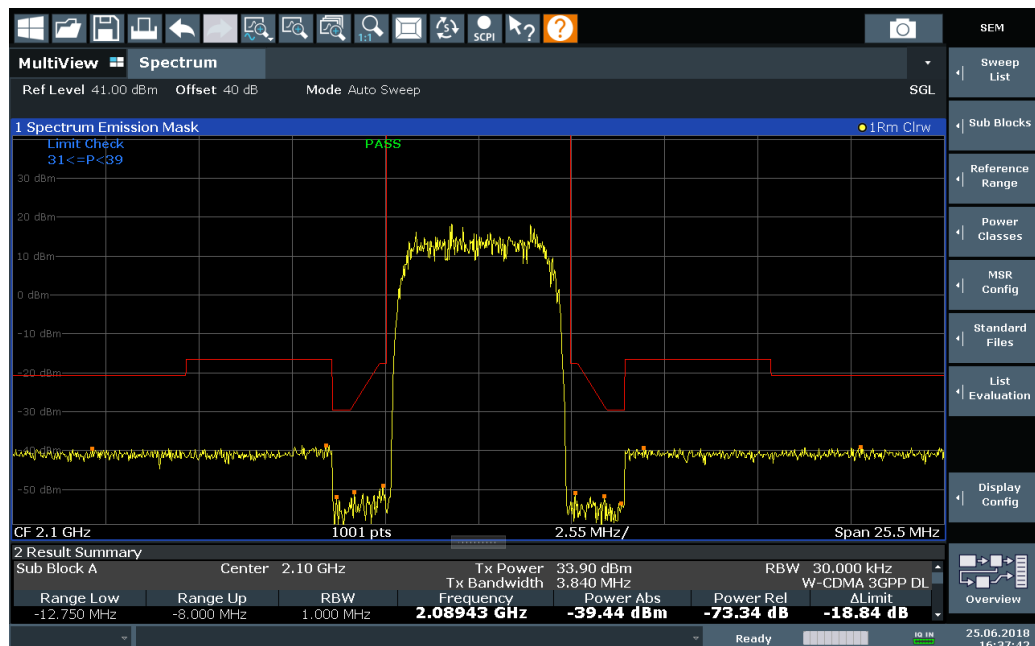 1:1
SCPI
?
?
SEM
MultiView
Spectrum
Ref Level 41.00 dBm Offset 40 dB Mode Auto Sweep SGL
1 Spectrum Emission Mask 1Rm Clrw
Limit Check PASS
31<=P<39
30 dBm
20 dBm
10 dBm
0 dBm
-10 dBm
-20 dBm
-30 dBm
-40 dBm
-50 dBm
CF 2.1 GHz 1001 pts 2.55 MHz/ Span 25.5 MHz
2 Result Summary
Sub Block A Center 2.10 GHz Tx Power 33.90 dBm RBW 30.000 kHz
Tx Bandwidth 3.840 MHz W-CDMA 3GPP DL
Range Low Range Up RBW Frequency Power Abs Power Rel ΔLimit
-12.750 MHz -8.000 MHz 1.000 MHz 2.08943 GHz -39.44 dBm -73.34 dB -18.84 dB
Sweep
List
Sub Blocks
Reference
Range
Power
Classes
MSR
Config
Standard
Files
List
Evaluation
Display
Config
Overview
Ready
IQ IN
25.06.2018
16:37:42